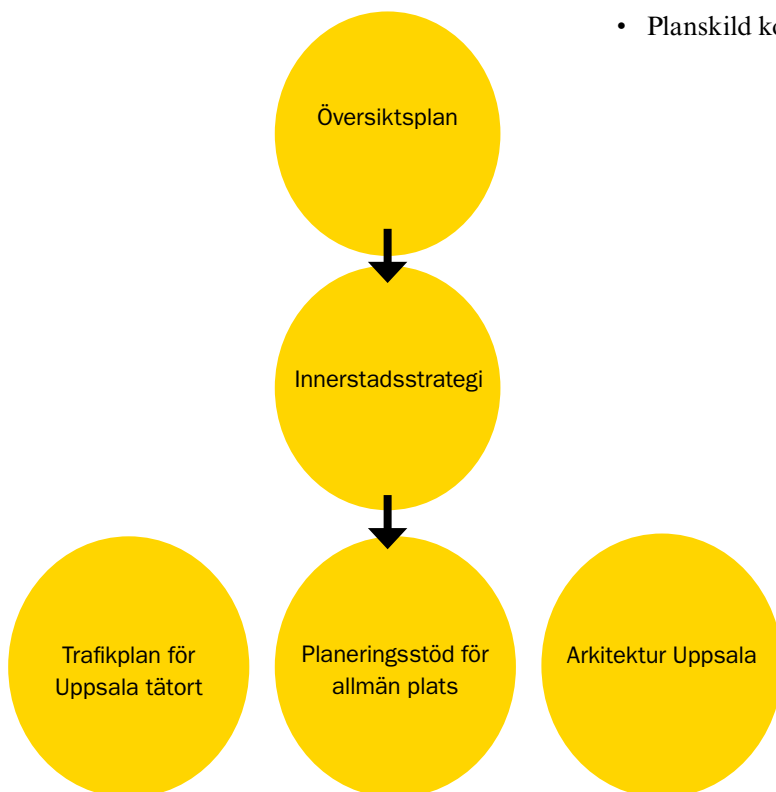 • Planskild
Översiktsplan
Innerstadsstrategi
Trafikplan för
Uppsala tätort
Planeringsstöd för
allmän plats
Arkitektur Uppsala